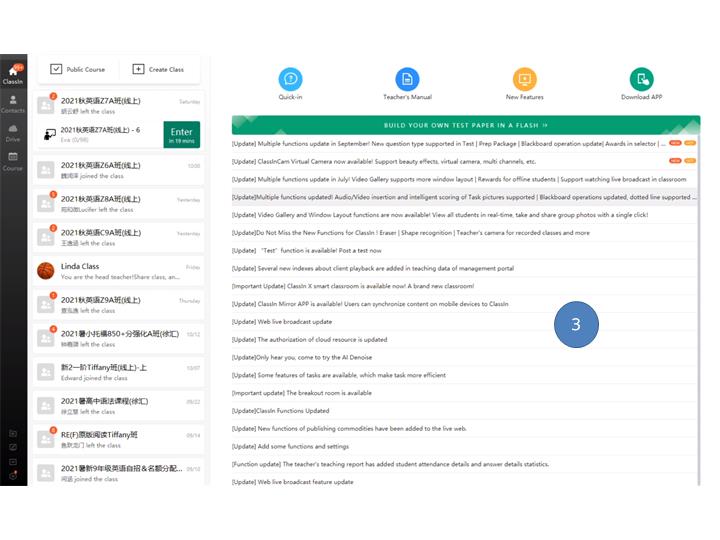 95+
ClassIn
Contacts
Drive
Course
Public Course
Create Class
2
2021秋英语Z7A班(线上)
Saturday
胡云舒 left the class
2021秋英语Z7A班(线上) - 6
Eva (0/98)
Enter
in 19 mins
2021秋英语Z6A班(线上)
10/08
魏润泽 joined the class
5
2021秋英语Z8A班(线上)
Yesterday
苑和御Lucifer left the class
2
2021秋英语C9A班(线上)
Yesterday
王逸涵 left the class
Linda Class
Friday
You are the head teacher!Share class, an...
1
2021秋英语Z9A班(线上)
Thursday
left the class
4
2021暑小托福850+分强化A班(徐汇)
10/12
left the class
新2一阶Tiffany班(线上)-上
10/07
Edward joined the class
2021暑高中语法课程(徐汇)
09/22
徐立慧 left the class
8
RE(F)原版阅读Tiffany班
09/14
鱼跃龙门 left the class
2021暑新9年级英语自招＆名额分配...
09/10
闵涵 joined the class
Quick-in
Teacher's Manual
New Features
Download APP
BUILD YOUR OWN TEST PAPER IN A FLASH »
[Update] Multiple functions update in September! New question type supported in Test | Prep Package | Blackboard operation update| Awards in selector | ...
NEW HOT
[Update] ClassInCam Virtual Camera now available! Support beauty effects, virtual camera, multi channels, etc.
NEW HOT
[Update] Multiple functions update in July! Video Gallery supports more window layout | Rewards for offline students | Support watching live broadcast in classroom
[Update]Multiple functions updated! Audio/Video insertion and intelligent scoring of Task pictures supported | Blackboard operations updated, dotted line supported ...
[Update] Video Gallery and Window Layout functions are now available! View all students in real-time, take and share group photos with a single click!
[Update]Do Not Miss the New Functions for ClassIn ! Eraser | Shape recognition | Teacher's camera for recorded classes and more
[Update] “Test” function is available! Post a test now
[Update] Several new indexes about client playback are added in teaching data of management portal
[Important Update] ClassIn X smart classroom is available now! A brand new classroom!
[Update] ClassIn Mirror APP is available! Users can synchronize content on mobile devices to ClassIn
[Update] Web live broadcast update
3
[Update] The authorization of cloud resource is updated
[Update]Only hear you, come to try the AI Denoise
[Update] Some features of tasks are available, which make task more efficient
[Important update] The breakout room is available
[Update]ClassIn Functions Updated
[Update] New functions of publishing commodities have been added to the live web.
[Update] Add some functions and settings
[Function update] The teacher's teaching report has added student attendance details and answer details statistics.
[Update] Web live broadcast feature update